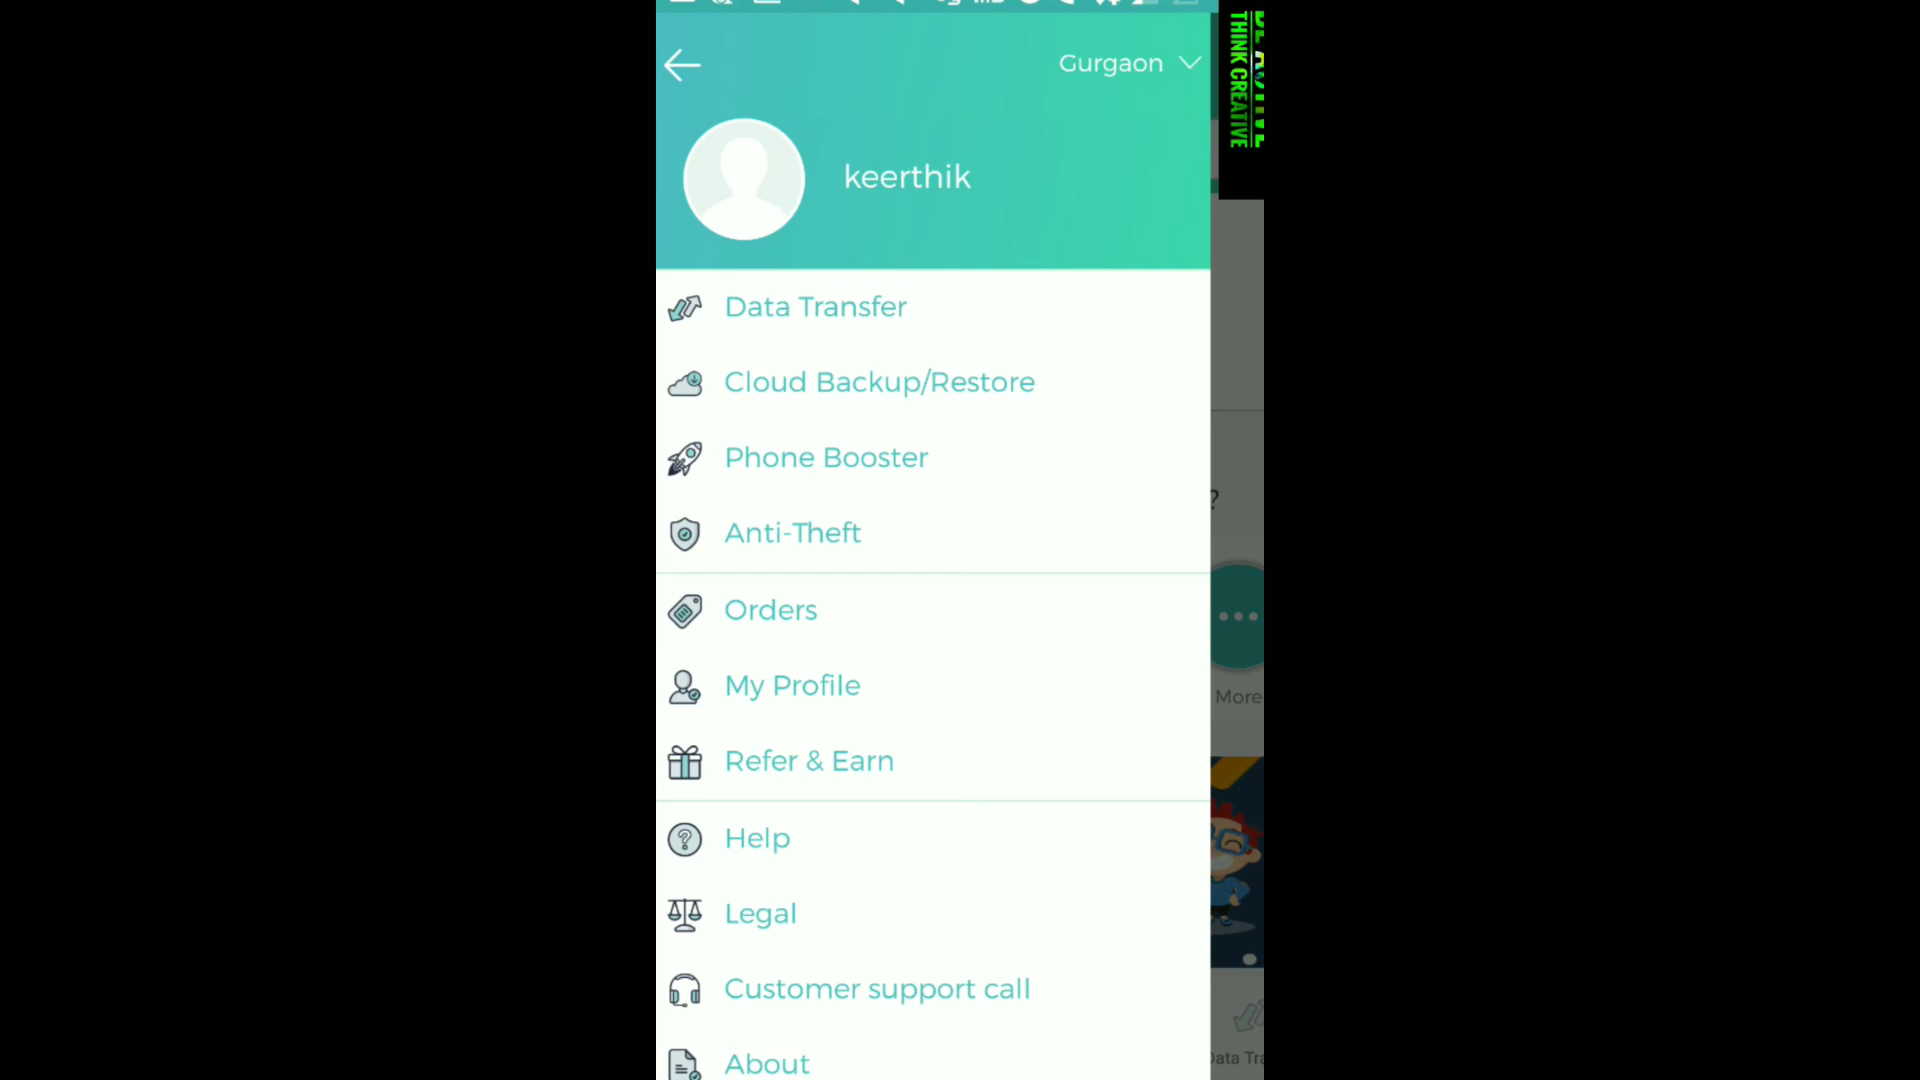 Gurgaon
THINK CREATIVE
keerthik
Data Transfer
Cloud Backup/Restore
Phone Booster
Anti-Theft
?
Orders
My Profile
More
Refer & Earn
Help
Legal
Customer support call
About